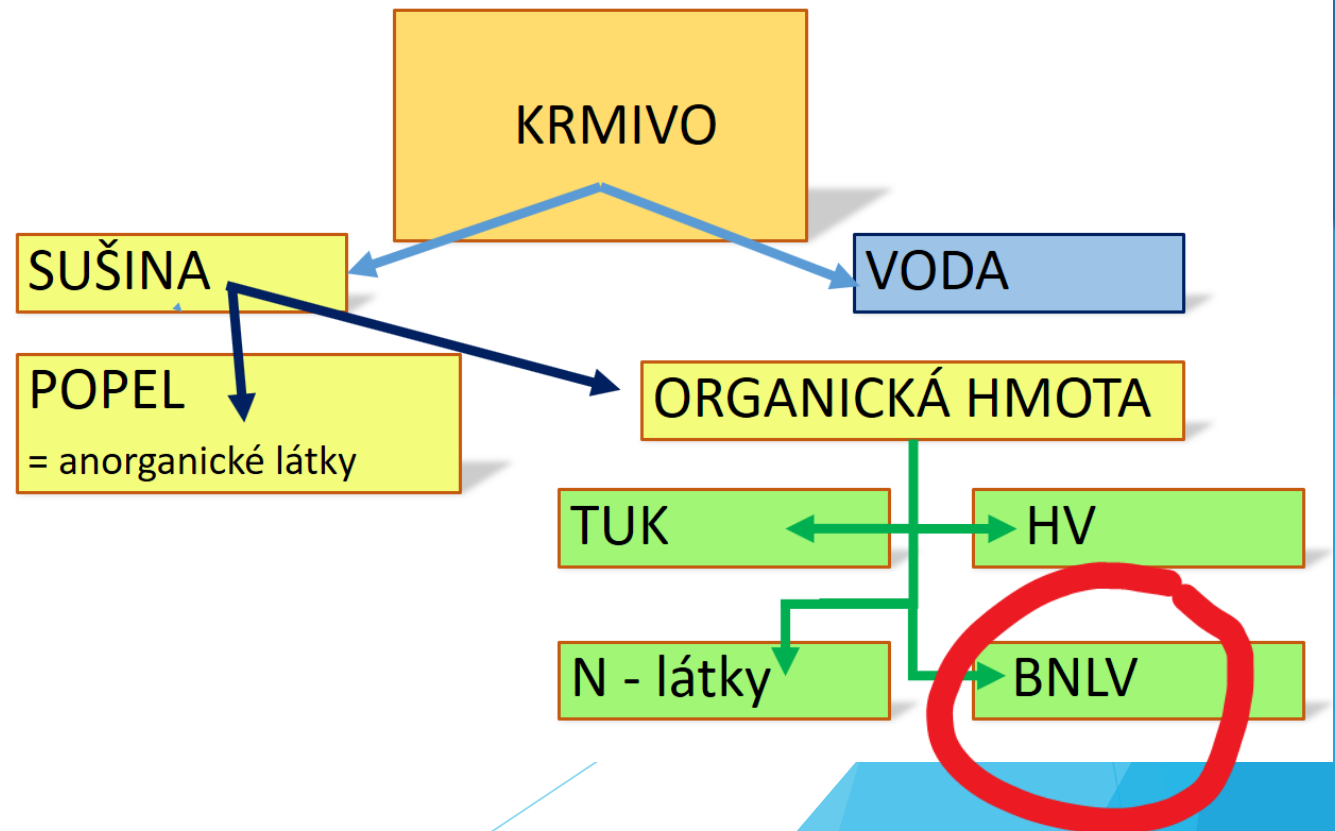 KRMIVO
SUŠINA
VODA
POPEL
= anorganické látky
ORGANICKÁ HMOTA
TUK
HV
N - látky
BNLV